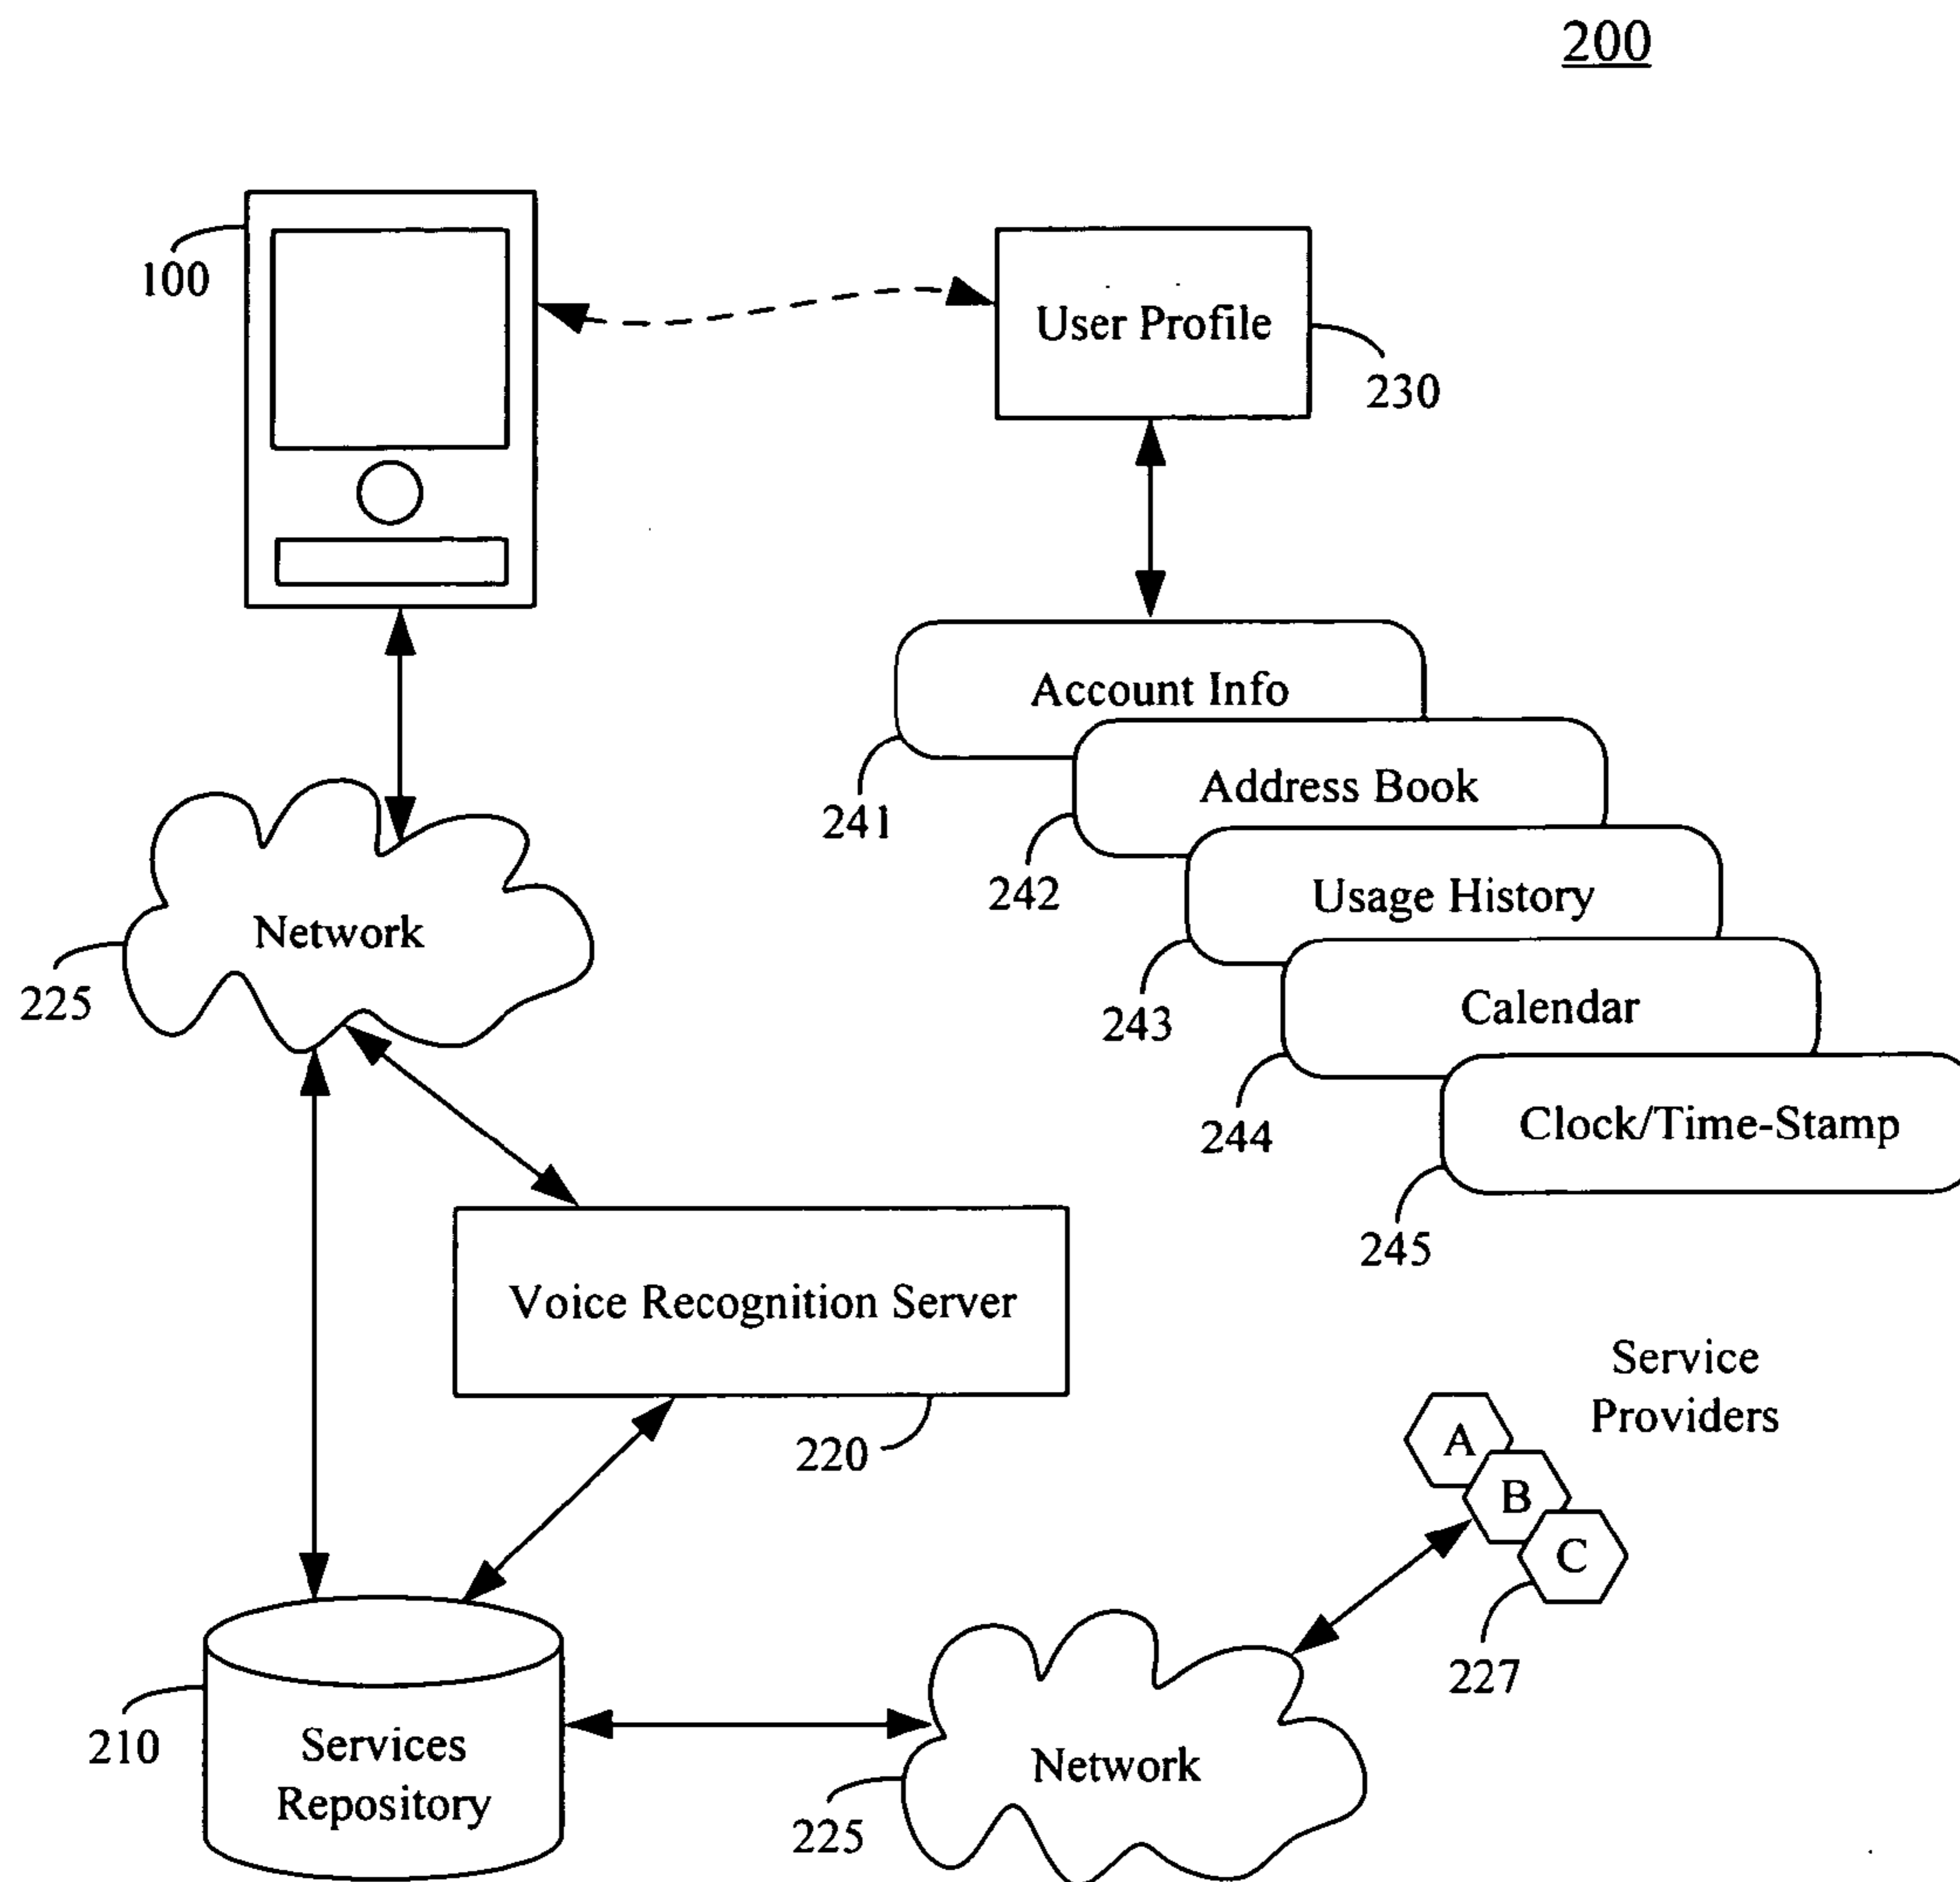 200
100
User Profile
230
Account Info
241
Address Book
242
Usage History
243
Calendar
244
Clock/Time-Stamp
245
Network
225
Voice Recognition Server
220
Service
Providers
A
B
C
227
Services
Repository
210
Network
225